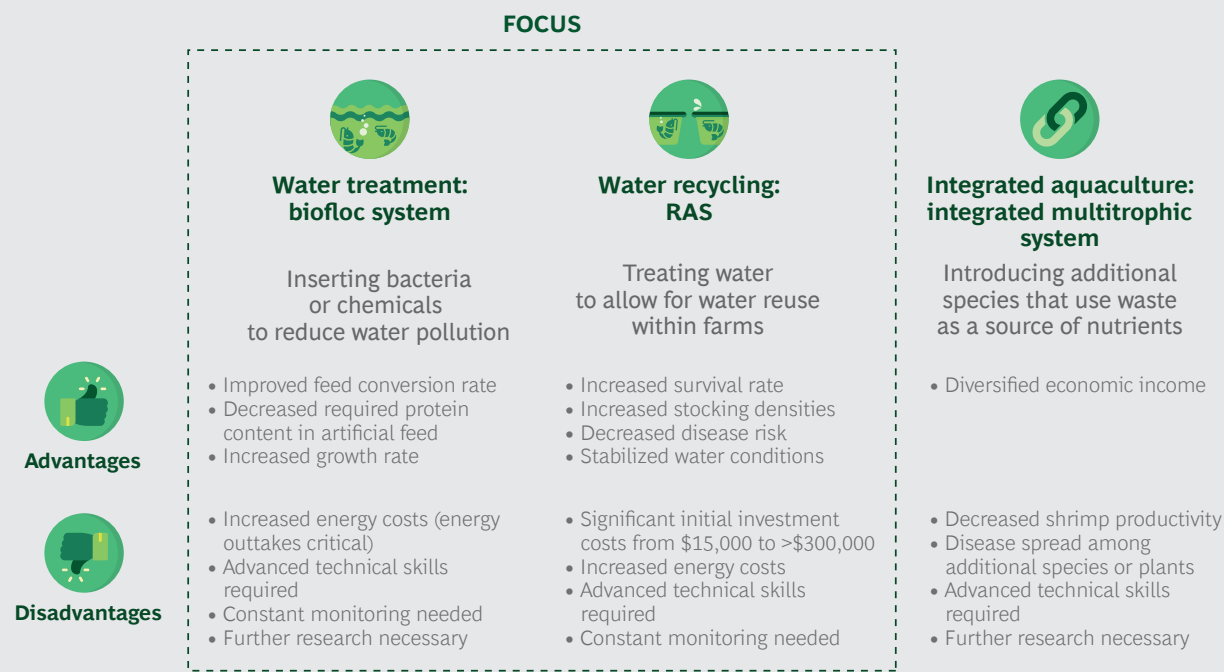 FOCUS
Water treatment:
biofloc system
Inserting bacteria
or chemicals
to reduce water pollution
Water recycling:
RAS
Treating water
to allow for water reuse
within farms
Integrated aquaculture:
integrated multitrophic
system
Introducing additional
species that use waste
as a source of nutrients
Advantages
• Improved feed conversion rate
• Decreased required protein
content in artificial feed
• Increased growth rate
• Increased survival rate
• Increased stocking densities
• Decreased disease risk
• Stabilized water conditions
• Diversified economic income
Disadvantages
• Increased energy costs (energy
outtakes critical)
• Advanced technical skills
required
• Constant monitoring needed
• Further research necessary
• Significant initial investment
costs from $15,000 to >$300,000
• Increased energy costs
• Advanced technical skills
required
• Constant monitoring needed
• Decreased shrimp productivity
• Disease spread among
additional species or plants
• Advanced technical skills
required
• Further research necessary